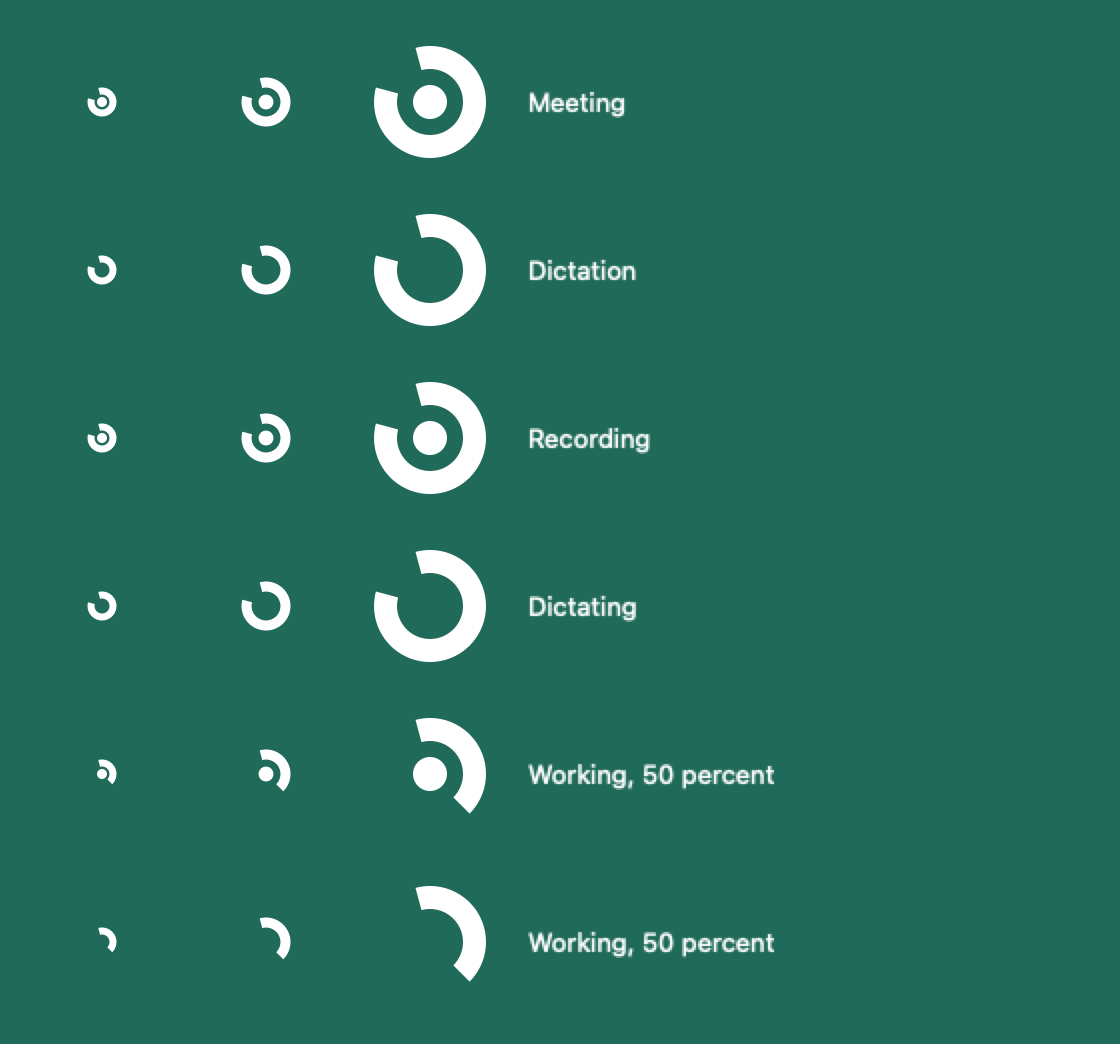 Meeting
Dictation
Recording
Dictating
Working, 50 percent
Working, 50 percent